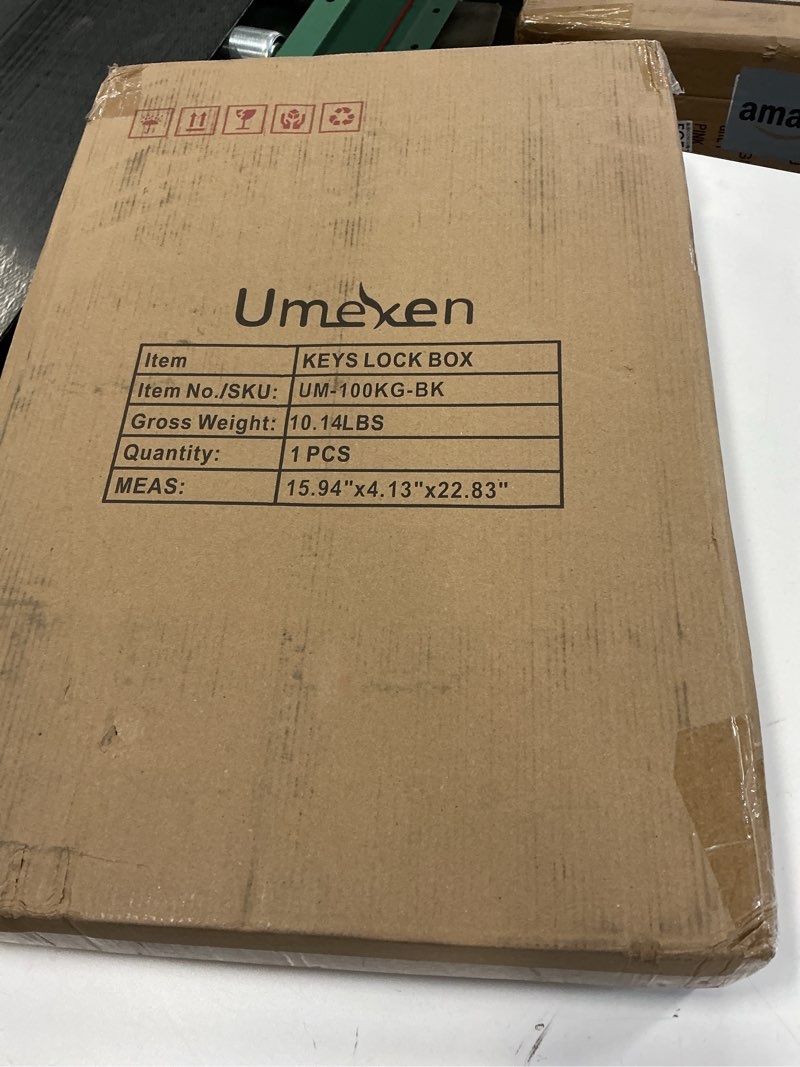 ama
Umexen
Item KEYS LOCK BOX
Item No./SKU: UM-100KG-BK
Gross Weight: 10.14LBS
Quantity: 1 PCS
MEAS: 15.94"x4.13"x22.83"